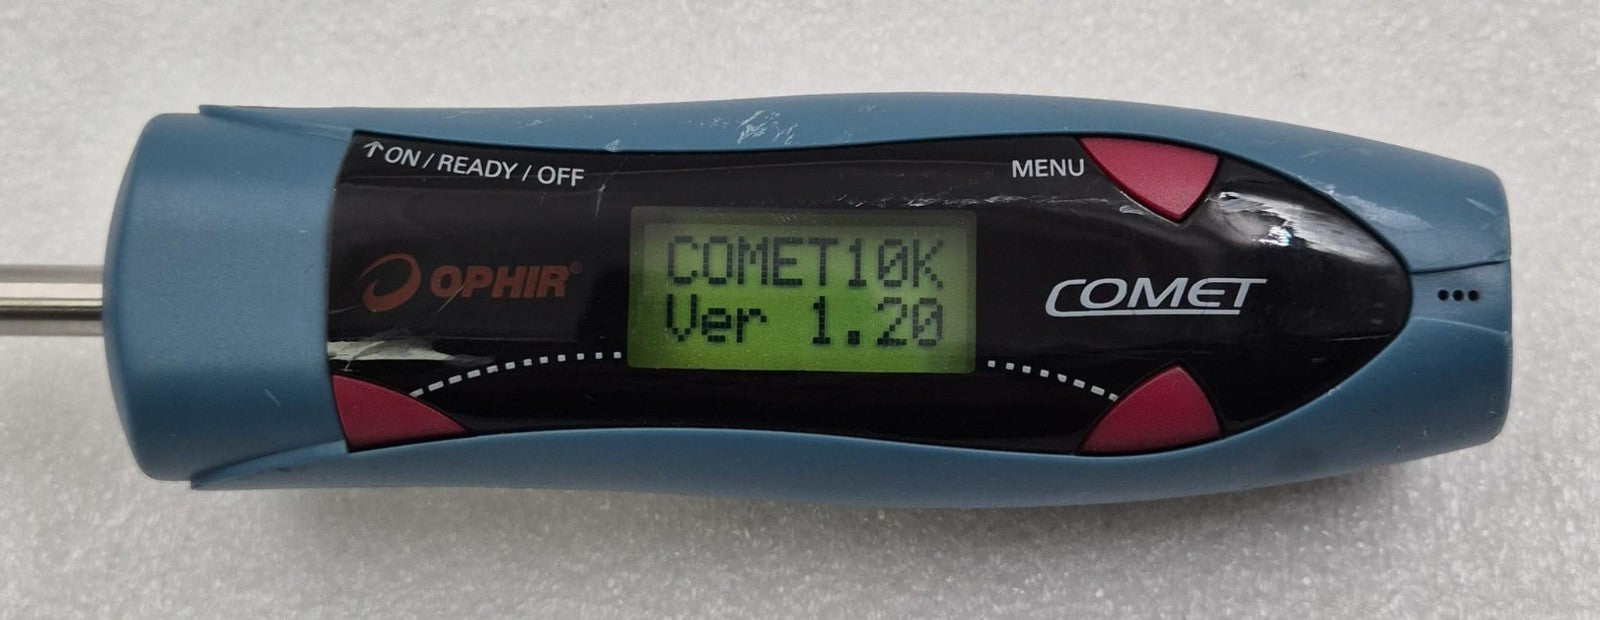 ↑ON / READY / OFF
MENU
OPHIR®
COMET10K
Ver 1.20
COMET